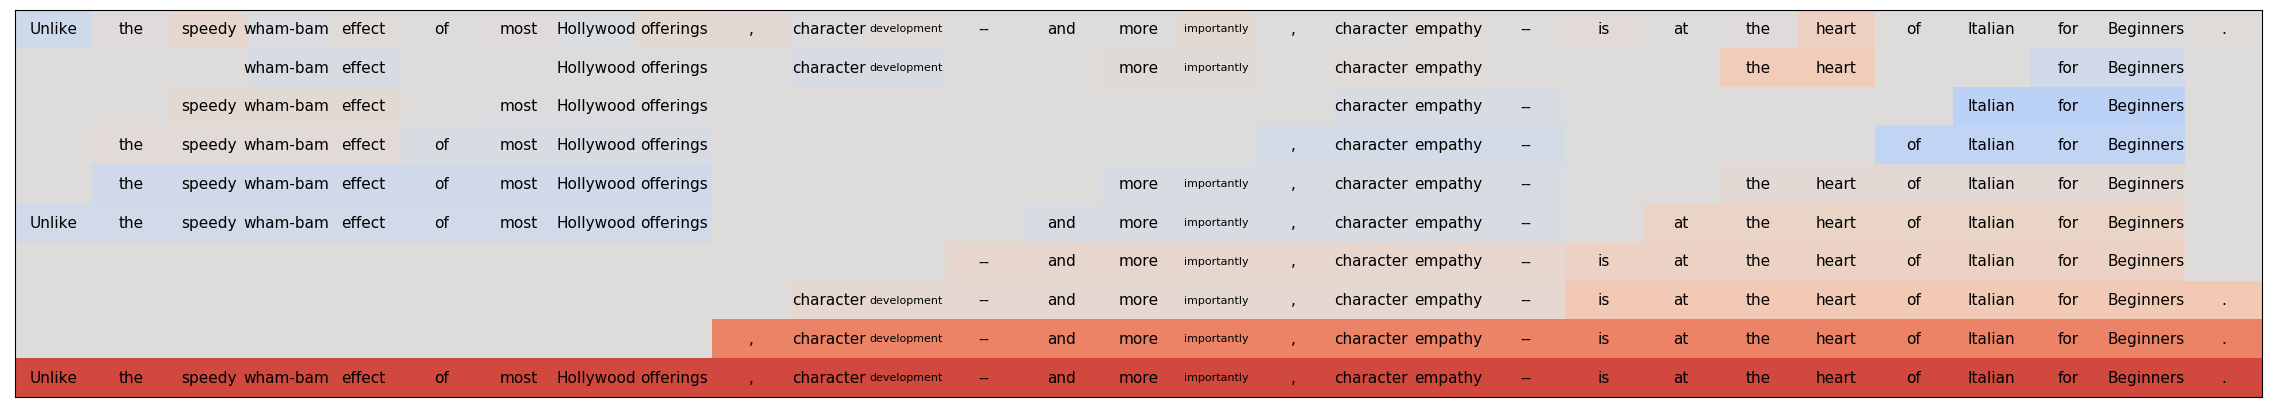 Unlike the speedy wham-bam effect of most Hollywood offerings , character development -- and more importantly , character empathy -- is at the heart of Italian for Beginners .
wham-bam effect Hollywood offerings character development more importantly character empathy the heart for Beginners
speedy wham-bam effect most Hollywood offerings character empathy -- Italian for Beginners
the speedy wham-bam effect of most Hollywood offerings , character empathy -- of Italian for Beginners
the speedy wham-bam effect of most Hollywood offerings more importantly , character empathy -- the heart of Italian for Beginners
Unlike the speedy wham-bam effect of most Hollywood offerings and more importantly , character empathy -- at the heart of Italian for Beginners
-- and more importantly , character empathy -- is at the heart of Italian for Beginners
character development -- and more importantly , character empathy -- is at the heart of Italian for Beginners .
, character development -- and more importantly , character empathy -- is at the heart of Italian for Beginners .
Unlike the speedy wham-bam effect of most Hollywood offerings , character development -- and more importantly , character empathy -- is at the heart of Italian for Beginners .